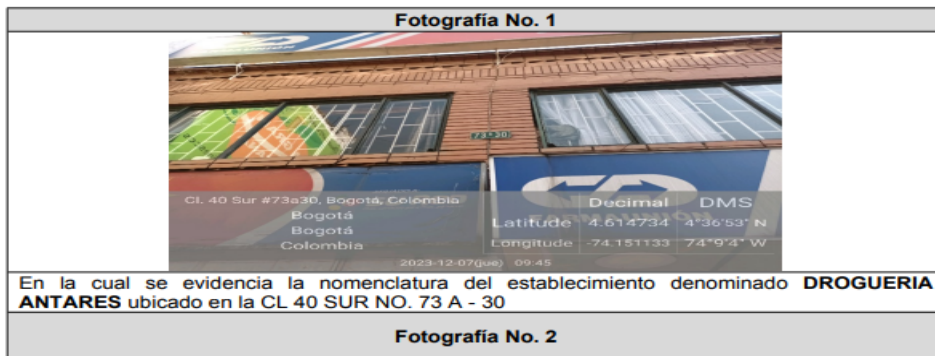 Fotografía No. 1
73-30
CL 40 Sur #73a30, Bogotá, Colombia
Bogotá
Bogotá
Colombia
Decimal DMS
Latitude 4.614734 4°36'53" N
Longitude -74.151133 74°9'4" W
2023-12-07(jue) 09:45
En la cual se evidencia la nomenclatura del establecimiento denominado DROGUERIA
ANTARES ubicado en la CL 40 SUR NO. 73 A - 30
Fotografía No. 2